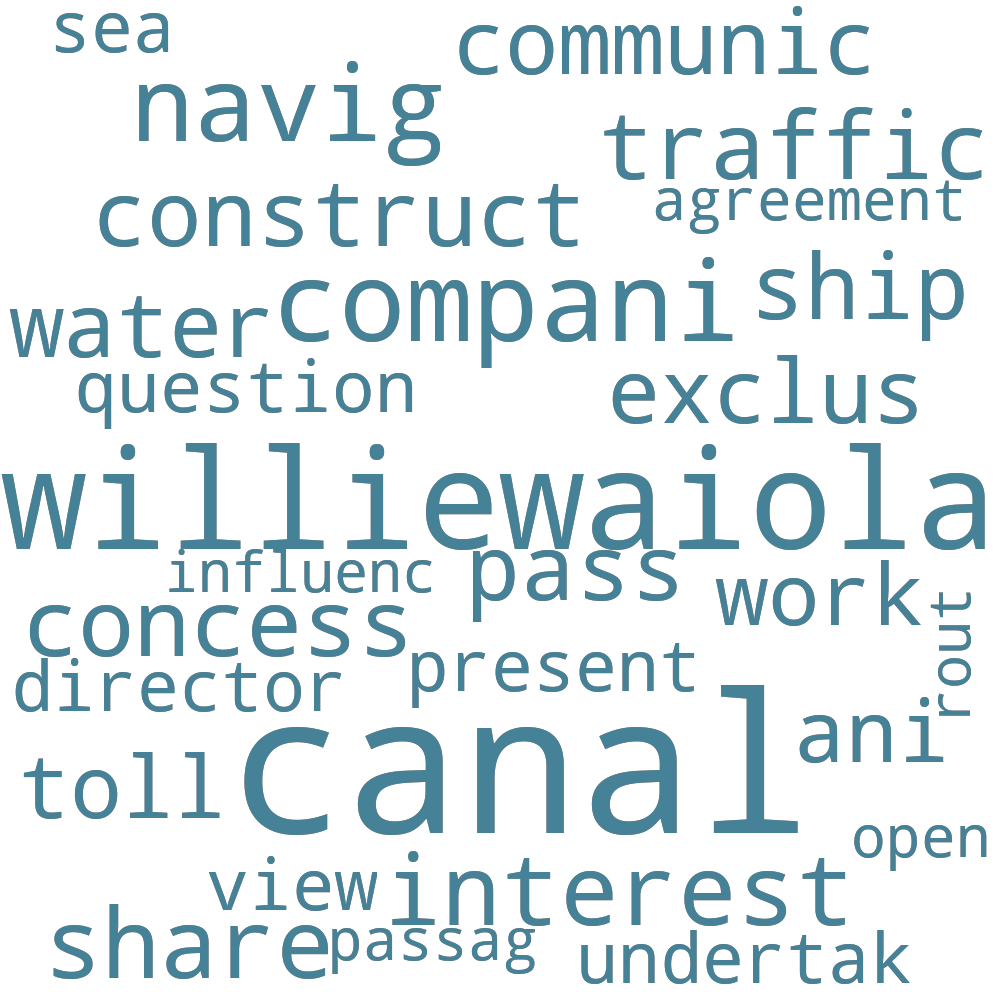 sea
communic
navig
traffic
agreement
construct
compani
ship
water
question
exclus
williewaiola
influenc
pass
work
concess
rout
present
director
canal
ani
toll
open
view
interest
share
passag
undertak